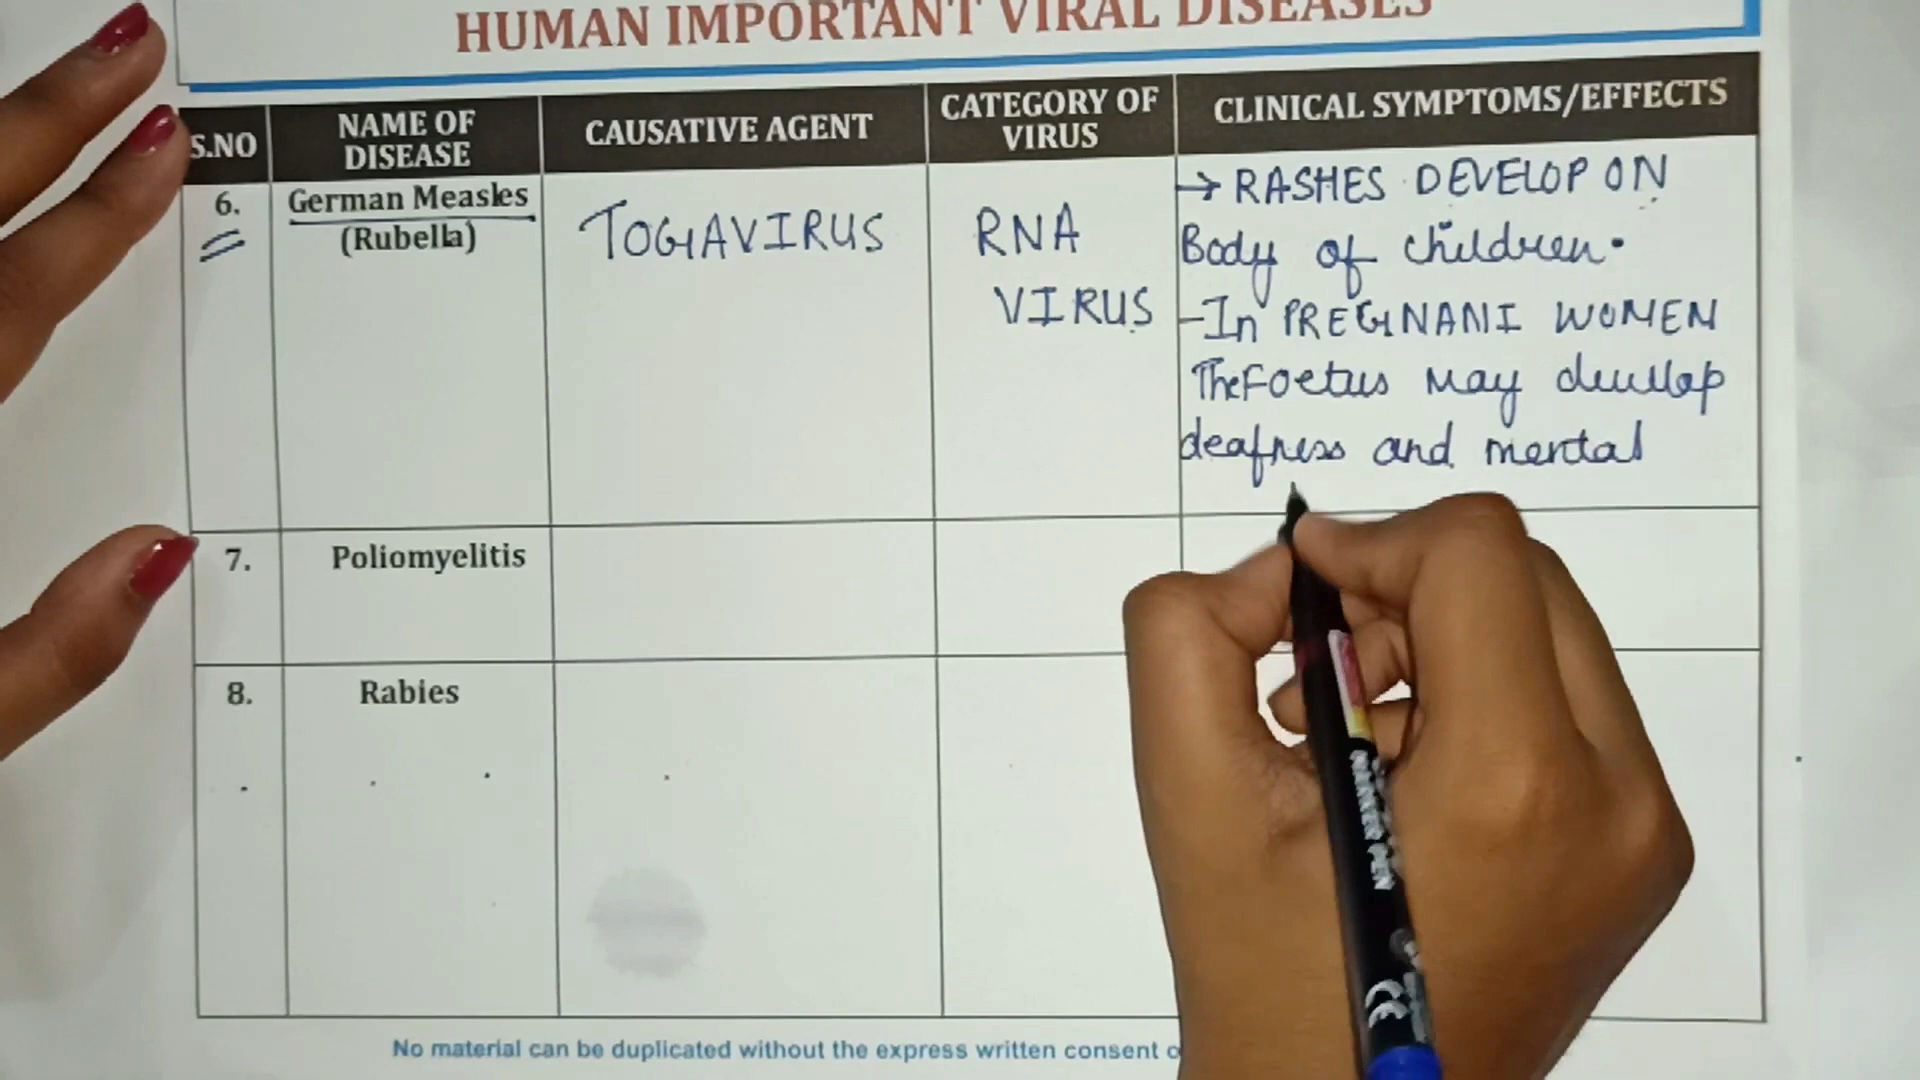 HUMAN IMPORTANT VIRAL DISEASES
S.NO
NAME OF
DISEASE
CAUSATIVE AGENT
CATEGORY OF
VIRUS
CLINICAL SYMPTOMS/EFFECTS
6.
German Measles
(Rubella)
TOGAVIRUS
RNA
VIRUS
→ RASHES DEVELOP ON
Body of children.
-In PREGNANT WOMEN
The Foetus May develop
deafness and mental
7.
Poliomyelitis
8.
Rabies
No material can be duplicated without the express written consent o
PEN
CE